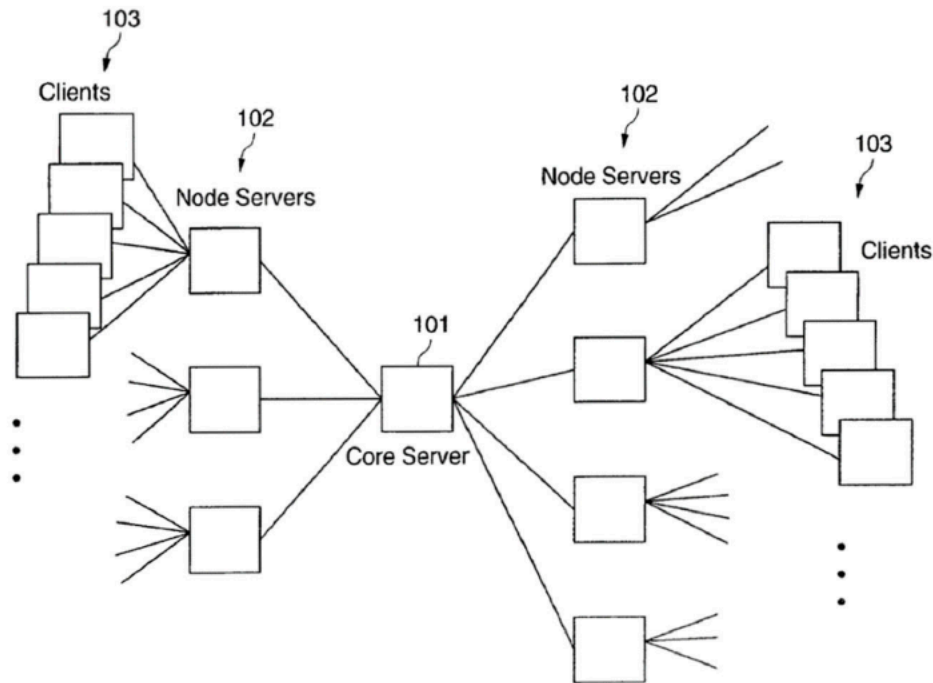 103
Clients
102
Node Servers
101
Core Server
102
Node Servers
103
Clients